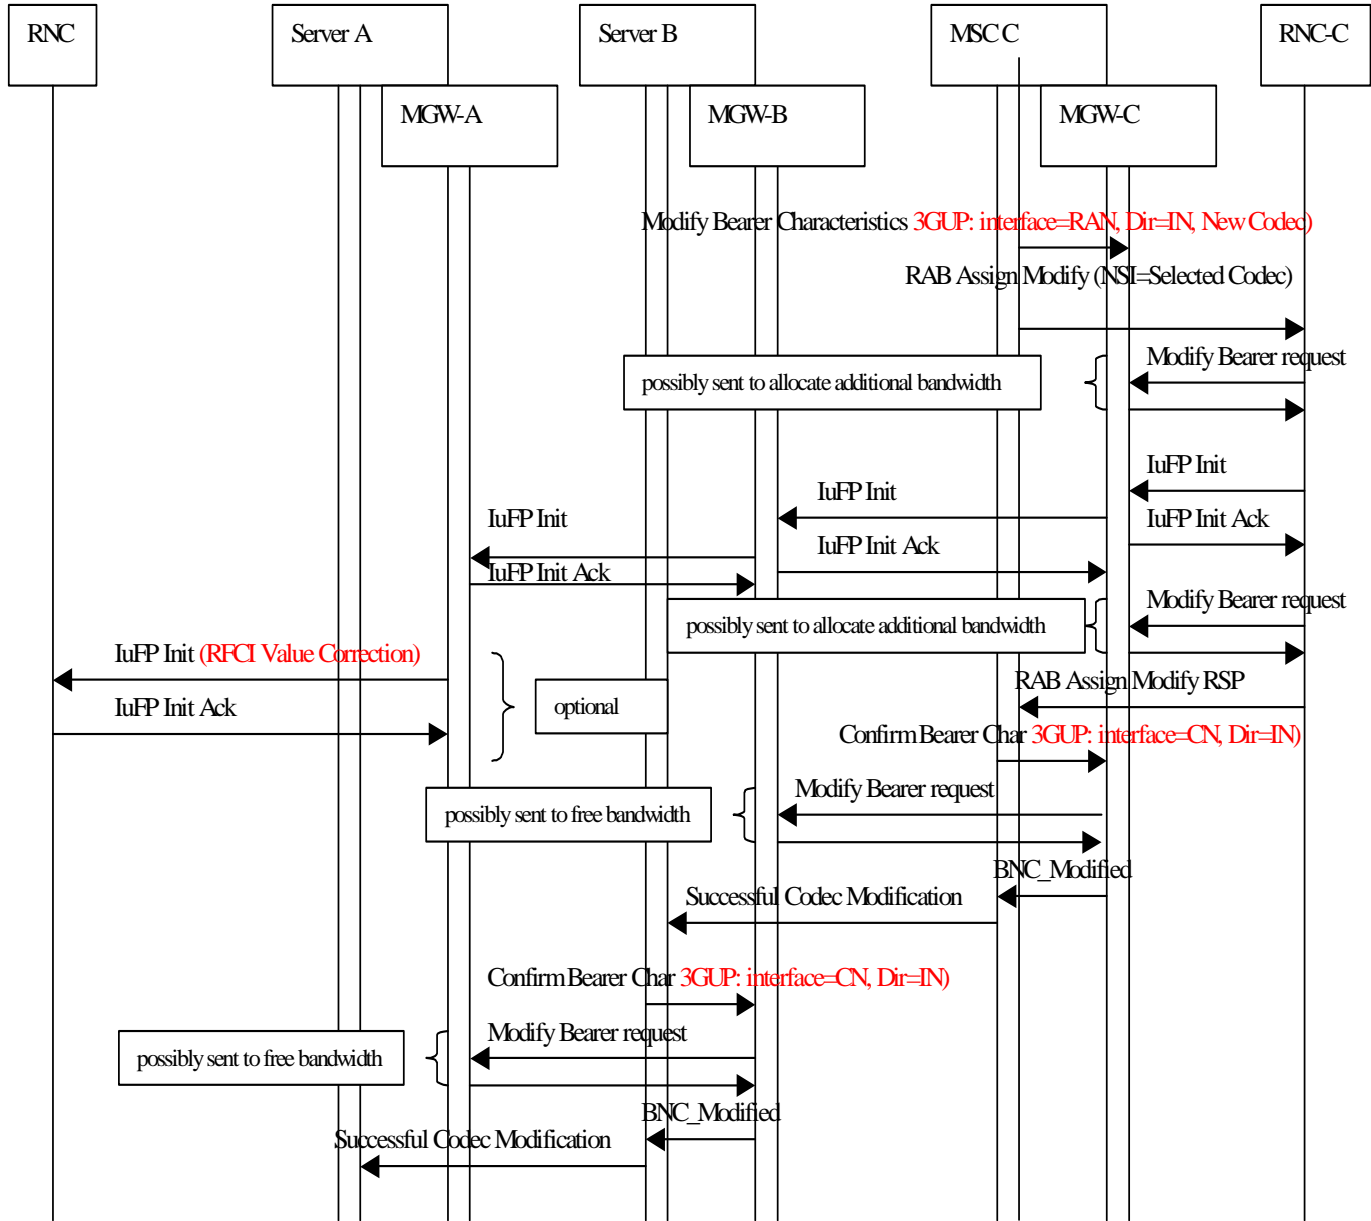 RNC
Server A
Server B
MSC C
RNC-C
MGW-A
MGW-B
MGW-C
Modify Bearer Characteristics 3GUP: interface=RAN, Dir=IN, New Codec)
RAB Assign Modify (NSI=Selected Codec)
Modify Bearer request
possibly sent to allocate additional bandwidth
IuFP Init
IuFP Init
IuFP Init
IuFP Init Ack
IuFP Init Ack
IuFP Init Ack
Modify Bearer request
possibly sent to allocate additional bandwidth
IuFP Init (RFCI Value Correction)
RAB Assign Modify RSP
IuFP Init Ack
optional
Confirm Bearer Char 3GUP: interface=CN, Dir=IN)
Modify Bearer request
possibly sent to free bandwidth
BNC_Modified
Successful Codec Modification
Confirm Bearer Char 3GUP: interface=CN, Dir=IN)
Modify Bearer request
possibly sent to free bandwidth
BNC_Modified
Successful Codec Modification